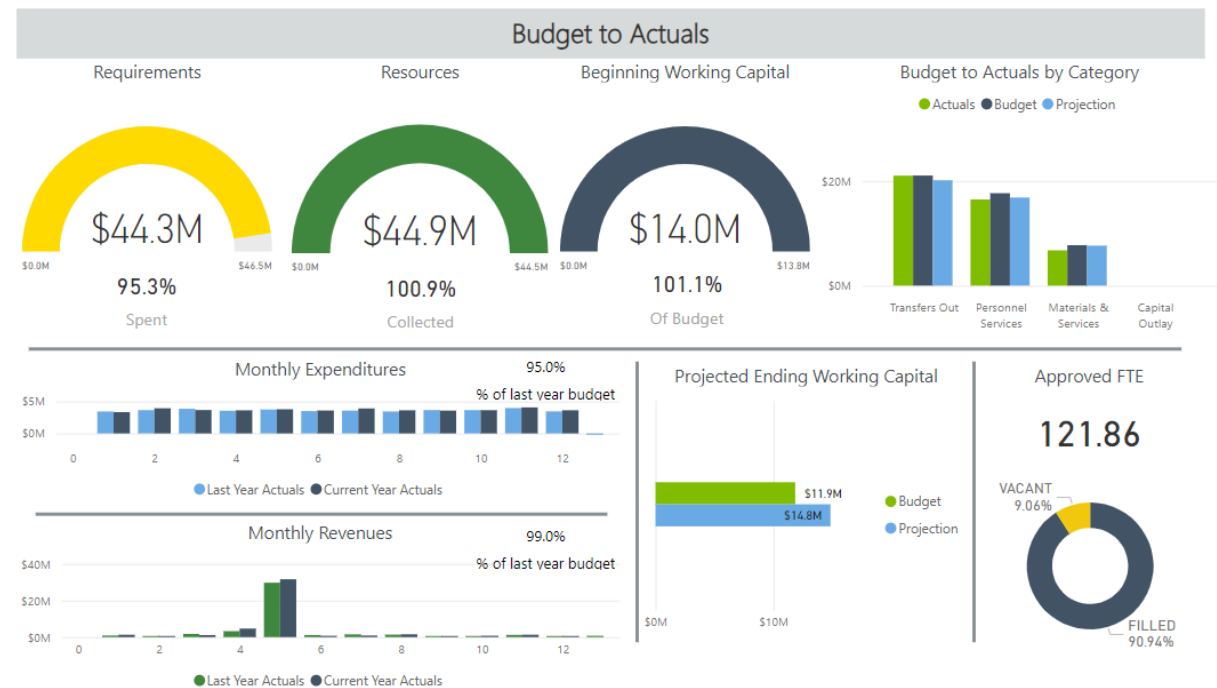 Budget to Actuals
Requirements
$44.3M
$0.0M
$46.5M
95.3%
Spent
Resources
$44.9M
$0.0M
$44.5M
100.9%
Collected
Beginning Working Capital
$14.0M
$0.0M
$13.8M
101.1%
Of Budget
Budget to Actuals by Category
Actuals Budget Projection
$20M
$0M
Transfers Out
Personnel
Services
Materials &
Services
Capital
Outlay
Monthly Expenditures
95.0%
% of last year budget
$5M
$0M
0 2 4 6 8 10 12
Last Year Actuals Current Year Actuals
Monthly Revenues
99.0%
% of last year budget
$40M
$20M
$0M
0 2 4 6 8 10 12
Last Year Actuals Current Year Actuals
Projected Ending Working Capital
$11.9M
$14.8M
Budget
Projection
$0M $10M
Approved FTE
121.86
VACANT
9.06%
FILLED
90.94%